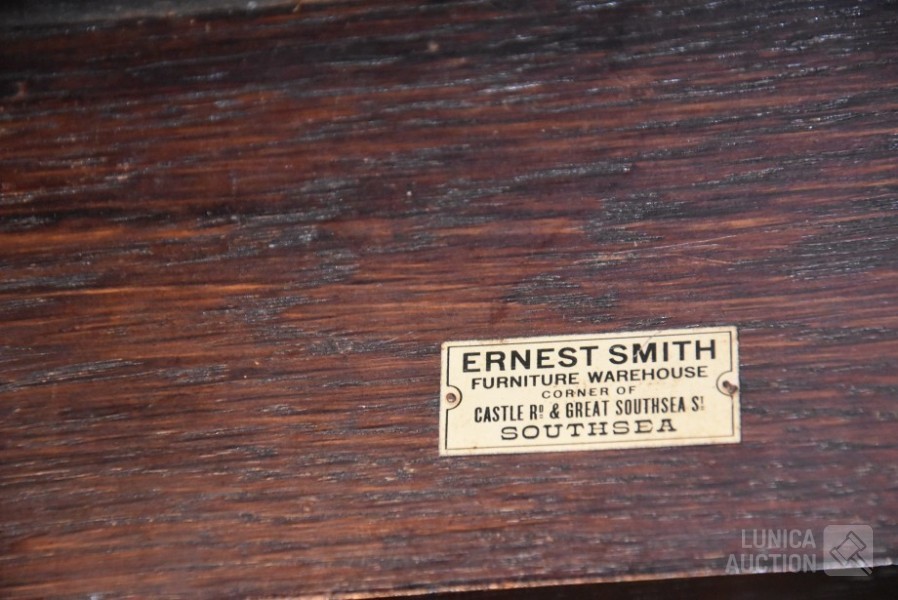 ERNEST SMITH
FURNITURE WAREHOUSE
CORNER OF
CASTLE RD & GREAT SOUTHSEA ST
SOUTHSEA
LUNICA
AUCTION